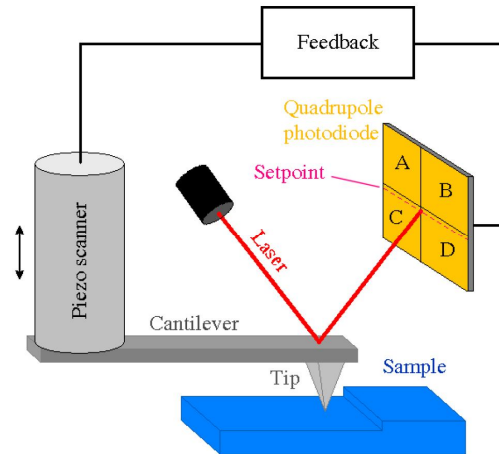 Feedback
Quadrupole
photodiode
A
B
Setpoint
C
D
Piezo scanner
Laser
Cantilever
Tip
Sample